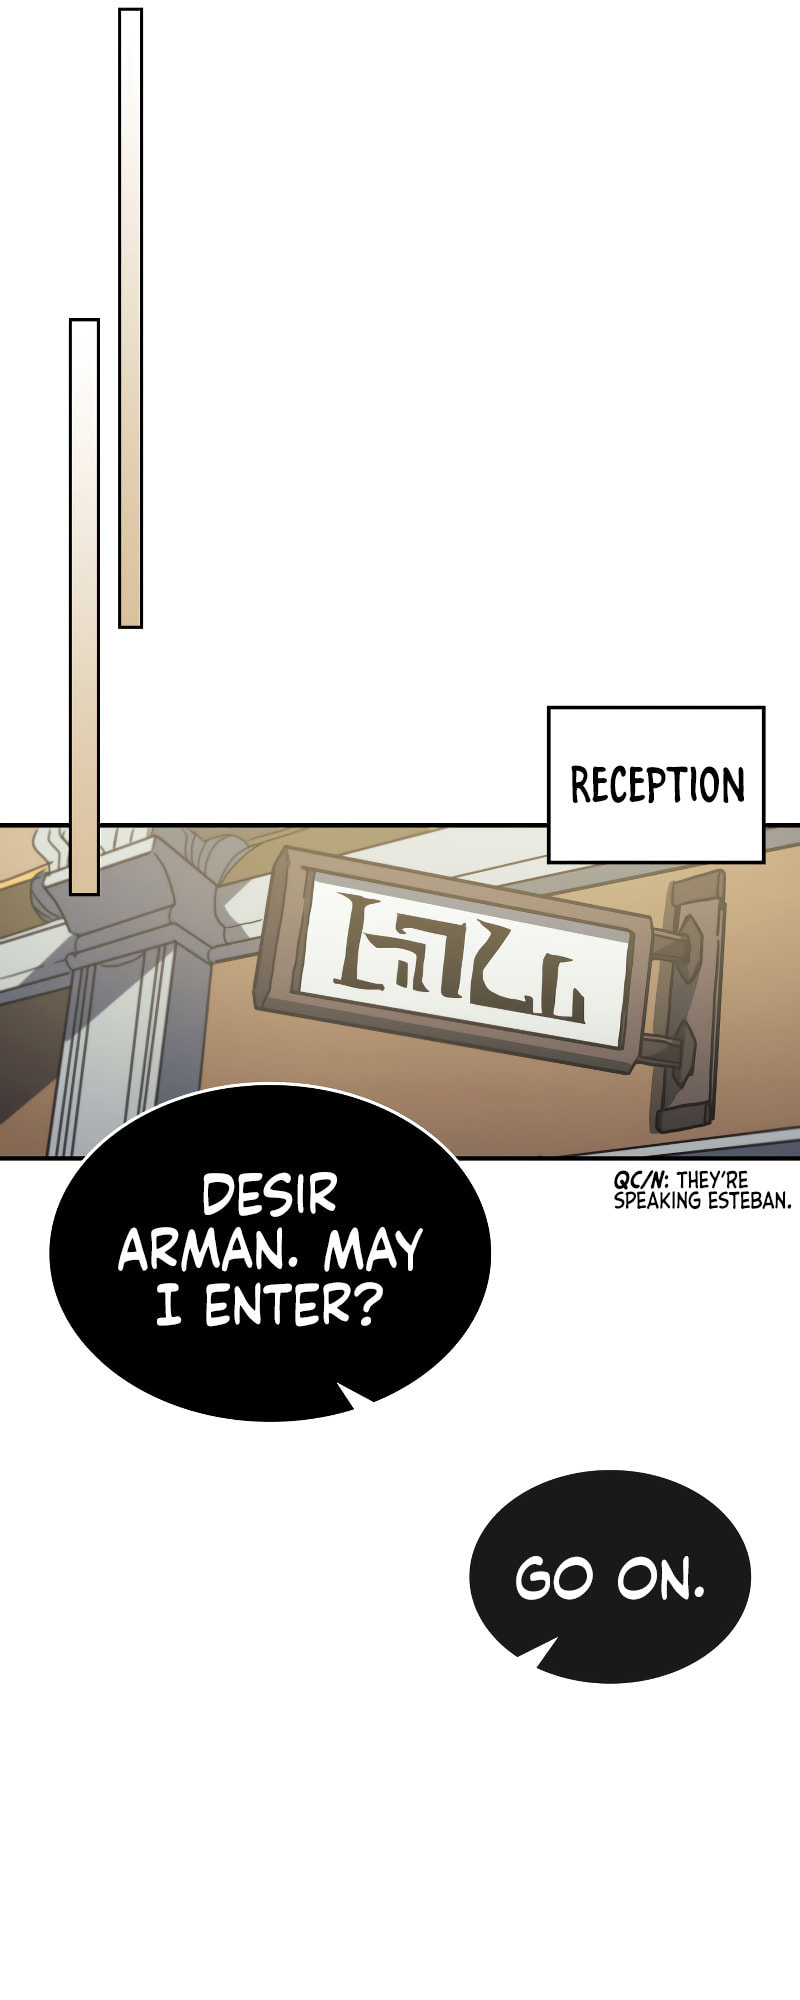 RECEPTION
QC/N: THEY'RE
SPEAKING ESTEBAN.
DESIR
ARMAN. MAY
I ENTER?
GO ON.